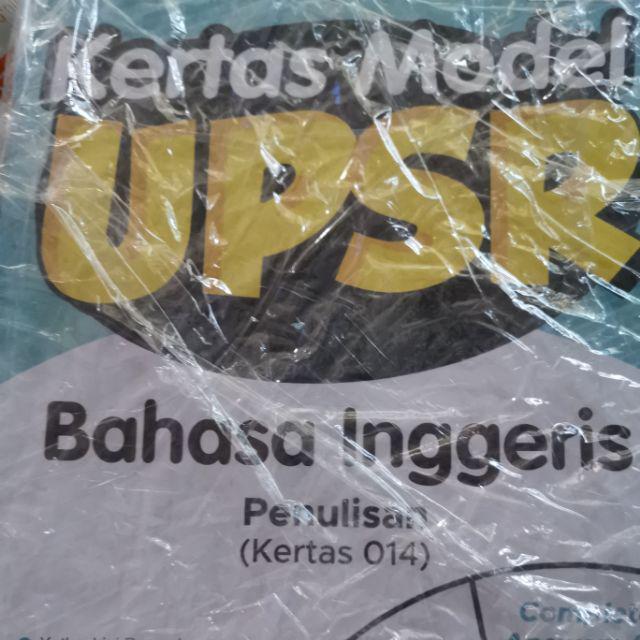 Kertas Model
UPSR
Bahasa Inggeris
Penulisan
(Kertas 014)